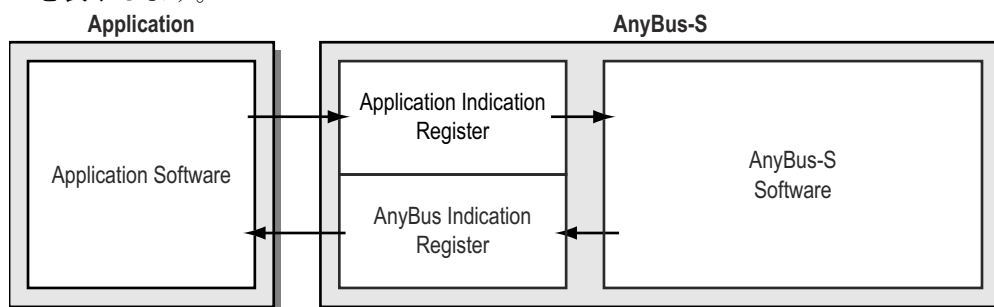 Application
AnyBus-S
Application Indication
Register
Application Software
AnyBus-S
Software
AnyBus Indication
Register